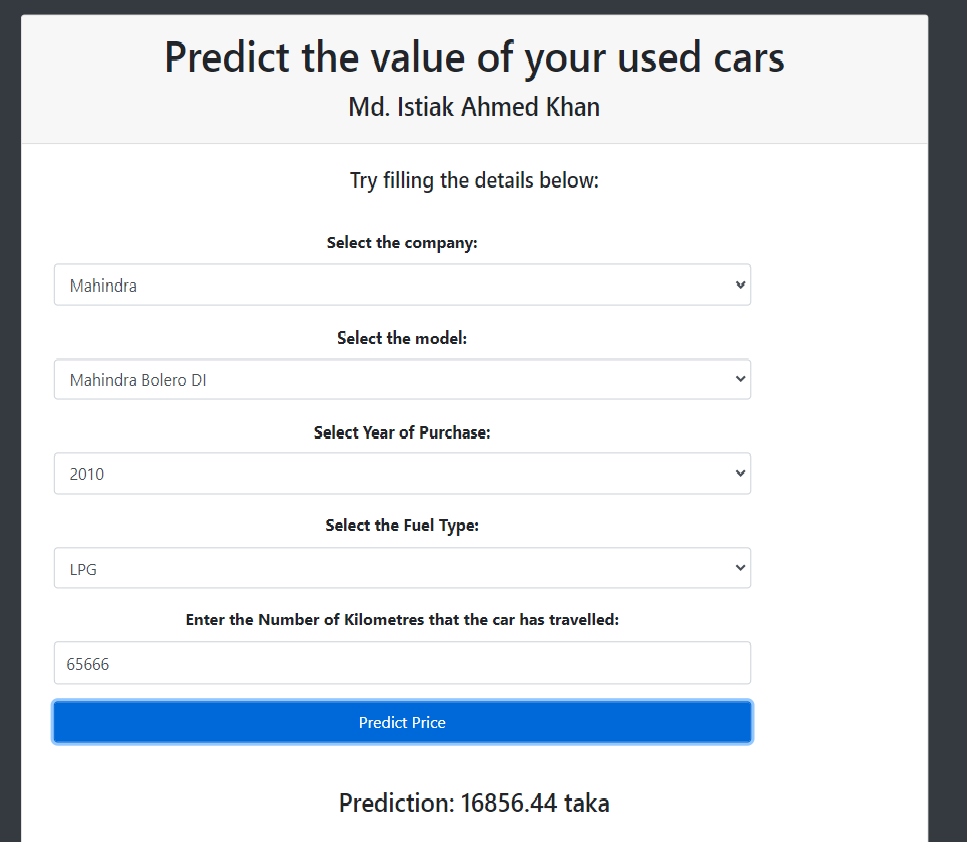 Predict the value of your used cars
Md. Istiak Ahmed Khan
Try filling the details below:
Select the company:
Mahindra
Select the model:
Mahindra Bolero DI
Select Year of Purchase:
2010
Select the Fuel Type:
LPG
Enter the Number of Kilometres that the car has travelled:
65666
Predict Price
Prediction: 16856.44 taka